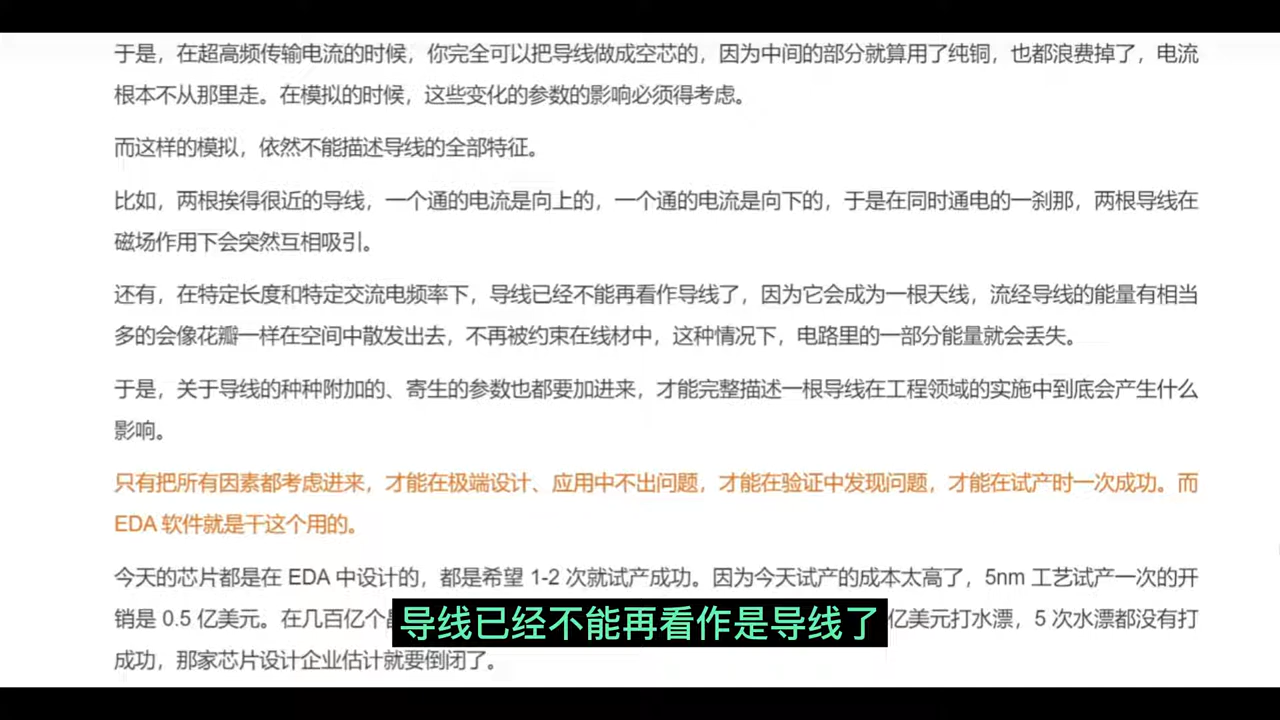 于是，在超高频传输电流的时候，你完全可以把导线做成空芯的，因为中间的部分就算用了纯铜，也都浪费掉了，电流
根本不从那里走。在模拟的时候，这些变化的参数的影响必须得考虑。
而这样的模拟，依然不能描述导线的全部特征。
比如，两根挨得很近的导线，一个通的电流是向上的，一个通的电流是向下的，于是在同时通电的一刹那，两根导线在
磁场作用下会突然互相吸引。
还有，在特定长度和特定交流电频率下，导线已经不能再看作导线了，因为它会成为一根天线，流经导线的能量有相当
多的会像花瓣一样在空间中散发出去，不再被约束在线材中，这种情况下，电路里的一部分能量就会丢失。
于是，关于导线的种种附加的、寄生的参数也都要加进来，才能完整描述一根导线在工程领域的实施中到底会产生什么
影响。
只有把所有因素都考虑进来，才能在极端设计、应用中不出问题，才能在验证中发现问题，才能在试产时一次成功。而
EDA 软件就是干这个用的。
今天的芯片都是在 EDA 中设计的，都是希望 1-2 次就试产成功。因为今天试产的成本太高了，5nm 工艺试产一次的开
销是 0.5 亿美元。在几百亿个 亿美元打水漂，5 次水漂都没有打
导线已经不能再看作是导线了
成功，那家芯片设计企业估计就要倒闭了。